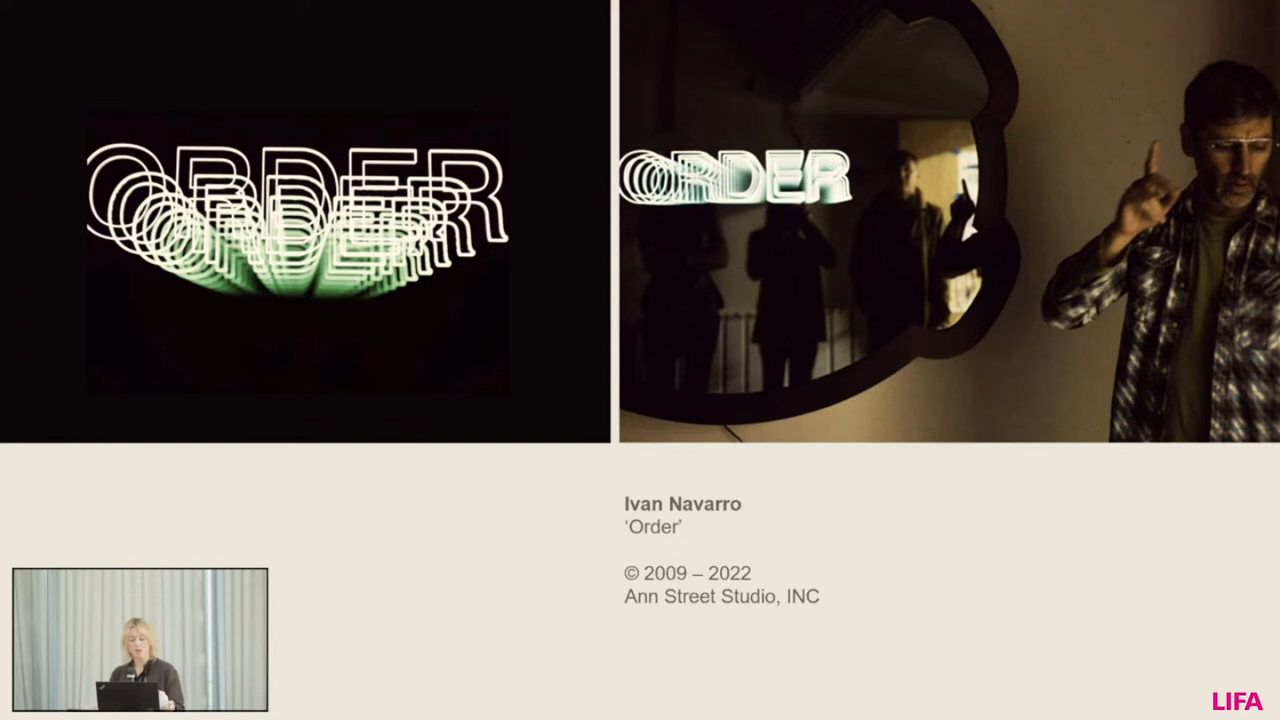 ORDER
ORDER
Ivan Navarro
‘Order’
© 2009 – 2022
Ann Street Studio, INC
LIFA